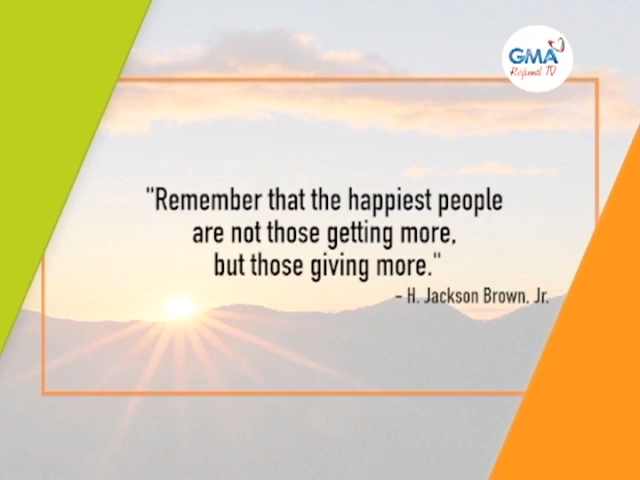 GMA
Regional TV
"Remember that the happiest people
are not those getting more,
but those giving more."
- H. Jackson Brown, Jr.